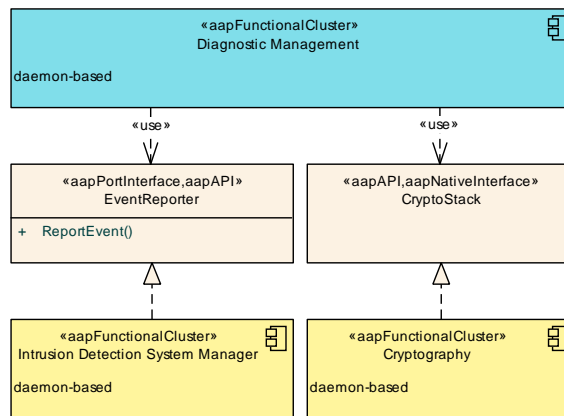 «aapFunctionalCluster»
Diagnostic Management
daemon-based
«use»
«use»
«aapPortInterface,aapAPI»
EventReporter
+ ReportEvent()
«aapAPI,aapNativeInterface»
CryptoStack
«aapFunctionalCluster»
Intrusion Detection System Manager
daemon-based
«aapFunctionalCluster»
Cryptography
daemon-based